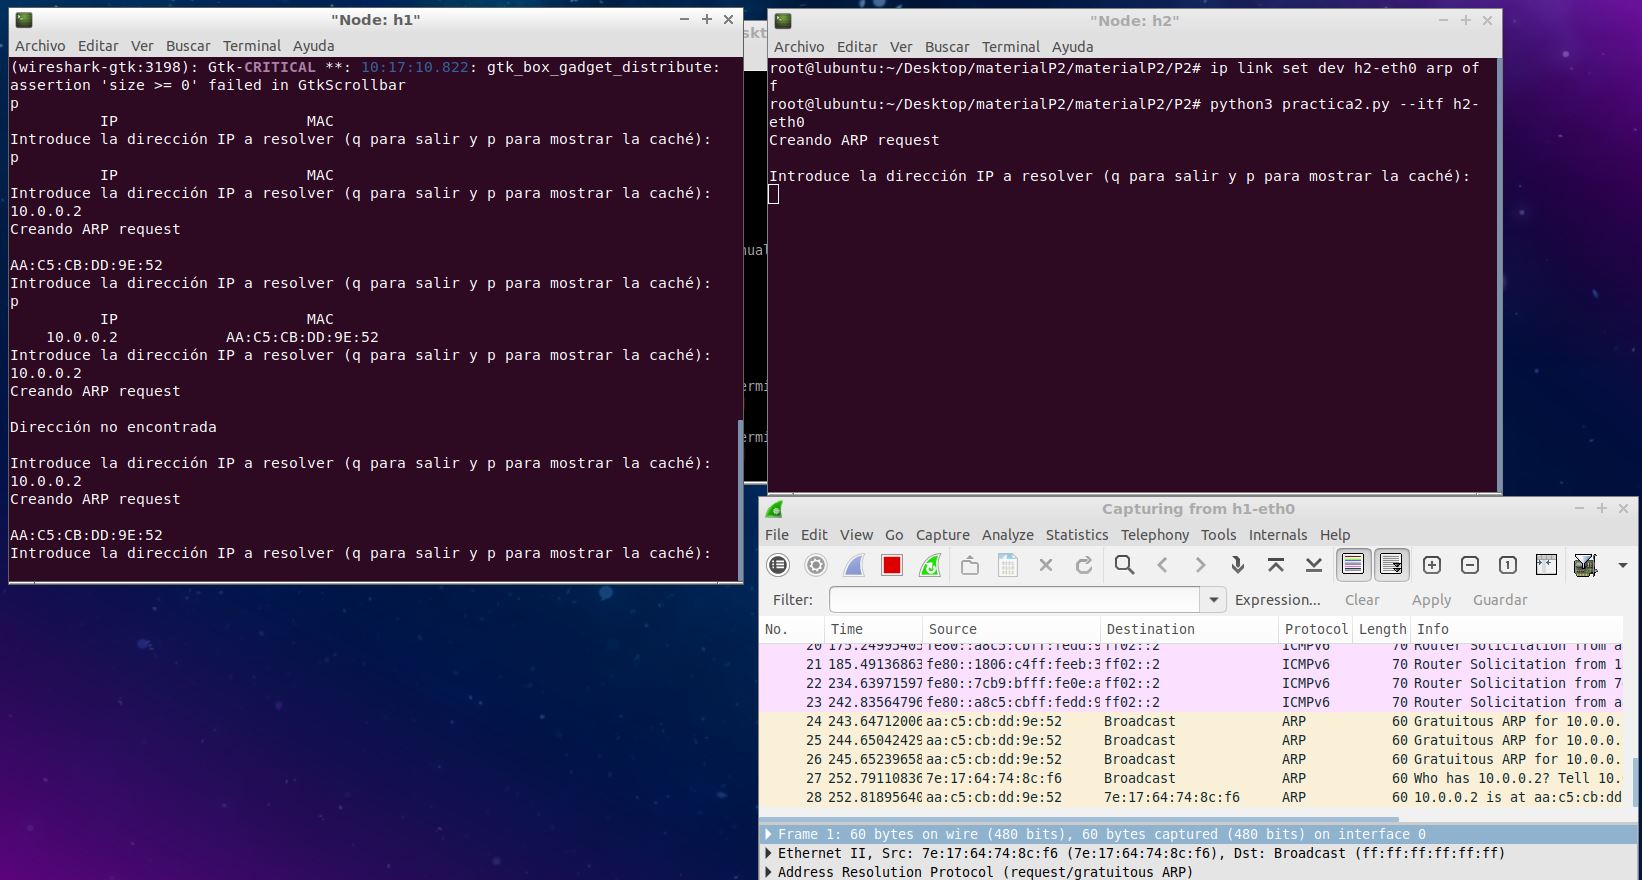 "Node: h1"
Archivo Editar Ver Buscar Terminal Ayuda
(wireshark-gtk:3198): Gtk-CRITICAL **: 10:17:10.822: gtk_box_gadget_distribute:
assertion 'size >= 0' failed in GtkScrollbar
p
IP MAC
Introduce la dirección IP a resolver (q para salir y p para mostrar la caché):
p
IP MAC
Introduce la dirección IP a resolver (q para salir y p para mostrar la caché):
10.0.0.2
Creando ARP request
AA:C5:CB:DD:9E:52
Introduce la dirección IP a resolver (q para salir y p para mostrar la caché):
p
IP MAC
10.0.0.2 AA:C5:CB:DD:9E:52
Introduce la dirección IP a resolver (q para salir y p para mostrar la caché):
10.0.0.2
Creando ARP request
Dirección no encontrada
Introduce la dirección IP a resolver (q para salir y p para mostrar la caché):
10.0.0.2
Creando ARP request
AA:C5:CB:DD:9E:52
Introduce la dirección IP a resolver (q para salir y p para mostrar la caché):
"Node: h2"
Archivo Editar Ver Buscar Terminal Ayuda
root@lubuntu:~/Desktop/materialP2/materialP2/P2# ip link set dev h2-eth0 arp of
f
root@lubuntu:~/Desktop/materialP2/materialP2/P2# python3 practica2.py --itf h2-
eth0
Creando ARP request
Introduce la dirección IP a resolver (q para salir y p para mostrar la caché):
Capturing from h1-eth0
File Edit View Go Capture Analyze Statistics Telephony Tools Internals Help
Filter: Expression... Clear Apply Guardar
No. Time Source Destination Protocol Length Info
20 175.24995403 fe80::a8c5:cbff:fedd:9 ff02::2 ICMPv6 70 Router Solicitation from a
21 185.49136863 fe80::1806:c4ff:feeb:3 ff02::2 ICMPv6 70 Router Solicitation from 1
22 234.63971597 fe80::7cb9:bfff:fe0e:a ff02::2 ICMPv6 70 Router Solicitation from 7
23 242.83564796 fe80::a8c5:cbff:fedd:9 ff02::2 ICMPv6 70 Router Solicitation from a
24 243.64712006 aa:c5:cb:dd:9e:52 Broadcast ARP 60 Gratuitous ARP for 10.0.0.
25 244.65042429 aa:c5:cb:dd:9e:52 Broadcast ARP 60 Gratuitous ARP for 10.0.0.
26 245.65239658 aa:c5:cb:dd:9e:52 Broadcast ARP 60 Gratuitous ARP for 10.0.0.
27 252.79110836 7e:17:64:74:8c:f6 Broadcast ARP 60 Who has 10.0.0.2? Tell 10.
28 252.81895640 aa:c5:cb:dd:9e:52 7e:17:64:74:8c:f6 ARP 60 10.0.0.2 is at aa:c5:cb:dd
Frame 1: 60 bytes on wire (480 bits), 60 bytes captured (480 bits) on interface 0
Ethernet II, Src: 7e:17:64:74:8c:f6 (7e:17:64:74:8c:f6), Dst: Broadcast (ff:ff:ff:ff:ff:ff)
Address Resolution Protocol (request/gratuitous ARP)